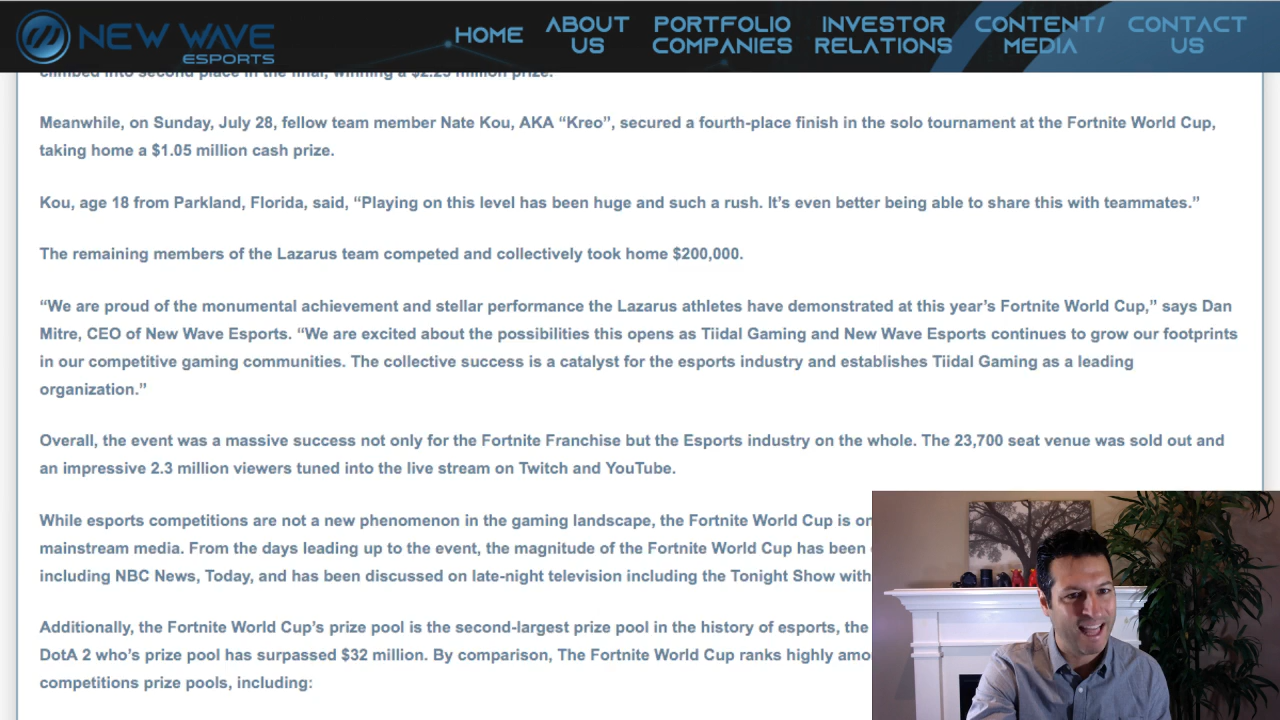 NEW WAVE
ESPORTS
HOME
ABOUT
US
PORTFOLIO
COMPANIES
INVESTOR
RELATIONS
CONTENT/
MEDIA
CONTACT
US
climbed into second place in the final, winning a $2.25 million prize.
Meanwhile, on Sunday, July 28, fellow team member Nate Kou, AKA “Kreo”, secured a fourth-place finish in the solo tournament at the Fortnite World Cup,
taking home a $1.05 million cash prize.
Kou, age 18 from Parkland, Florida, said, “Playing on this level has been huge and such a rush. It’s even better being able to share this with teammates.”
The remaining members of the Lazarus team competed and collectively took home $200,000.
“We are proud of the monumental achievement and stellar performance the Lazarus athletes have demonstrated at this year’s Fortnite World Cup,” says Dan
Mitre, CEO of New Wave Esports. “We are excited about the possibilities this opens as Tiidal Gaming and New Wave Esports continues to grow our footprints
in our competitive gaming communities. The collective success is a catalyst for the esports industry and establishes Tiidal Gaming as a leading
organization.”
Overall, the event was a massive success not only for the Fortnite Franchise but the Esports industry on the whole. The 23,700 seat venue was sold out and
an impressive 2.3 million viewers tuned into the live stream on Twitch and YouTube.
While esports competitions are not a new phenomenon in the gaming landscape, the Fortnite World Cup is
mainstream media. From the days leading up to the event, the magnitude of the Fortnite World Cup has been
including NBC News, Today, and has been discussed on late-night television including the Tonight Show with
Additionally, the Fortnite World Cup’s prize pool is the second-largest prize pool in the history of esports, the
DotA 2 who’s prize pool has surpassed $32 million. By comparison, The Fortnite World Cup ranks highly
competitions prize pools, including: